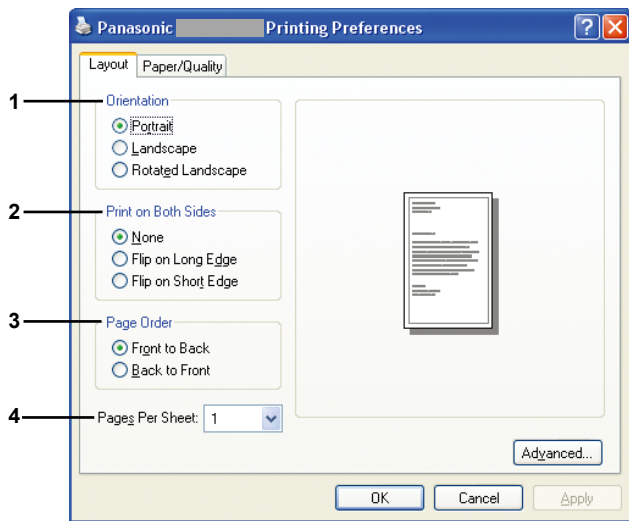 Panasonic Printing Preferences
Layout Paper/Quality
1 Orientation
Portrait
Landscape
Rotated Landscape
2 Print on Both Sides
None
Flip on Long Edge
Flip on Short Edge
3 Page Order
Front to Back
Back to Front
4 Pages Per Sheet: 1
Advanced...
OK Cancel Apply